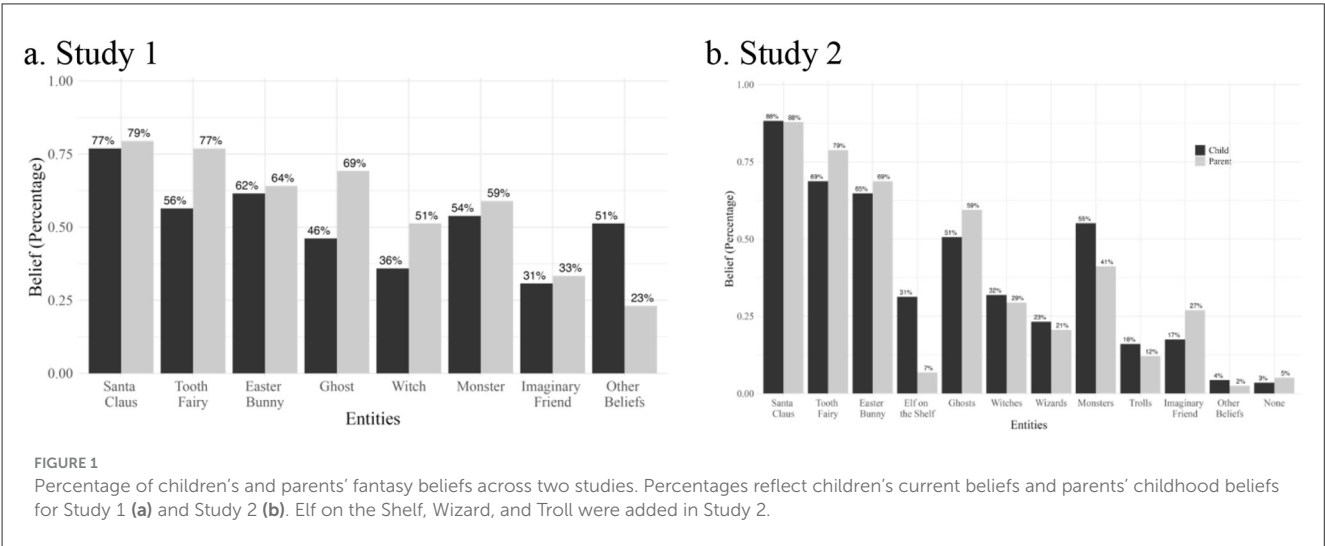 a. Study 1
1.00
0.75
0.50
0.25
0.00
Belief (Percentage)
77% 79%
56% 77%
62% 64%
46% 69%
36% 51%
54% 59%
31% 33%
51% 23%
Santa Claus
Tooth Fairy
Easter Bunny
Ghost
Witch
Monster
Imaginary Friend
Other Beliefs
Entities
b. Study 2
1.00
0.75
0.50
0.25
0.00
Belief (Percentage)
88% 88%
69% 79%
65% 69%
31% 7%
51% 59%
32% 29%
23% 21%
55% 41%
16% 12%
17% 27%
4% 2%
3% 5%
Child
Parent
Santa Claus
Tooth Fairy
Easter Bunny
Elf on the Shelf
Ghosts
Witches
Wizards
Monsters
Trolls
Imaginary Friend
Other Beliefs
None
Entities
FIGURE 1
Percentage of children's and parents' fantasy beliefs across two studies. Percentages reflect children's current beliefs and parents' childhood beliefs
for Study 1 (a) and Study 2 (b). Elf on the Shelf, Wizard, and Troll were added in Study 2.